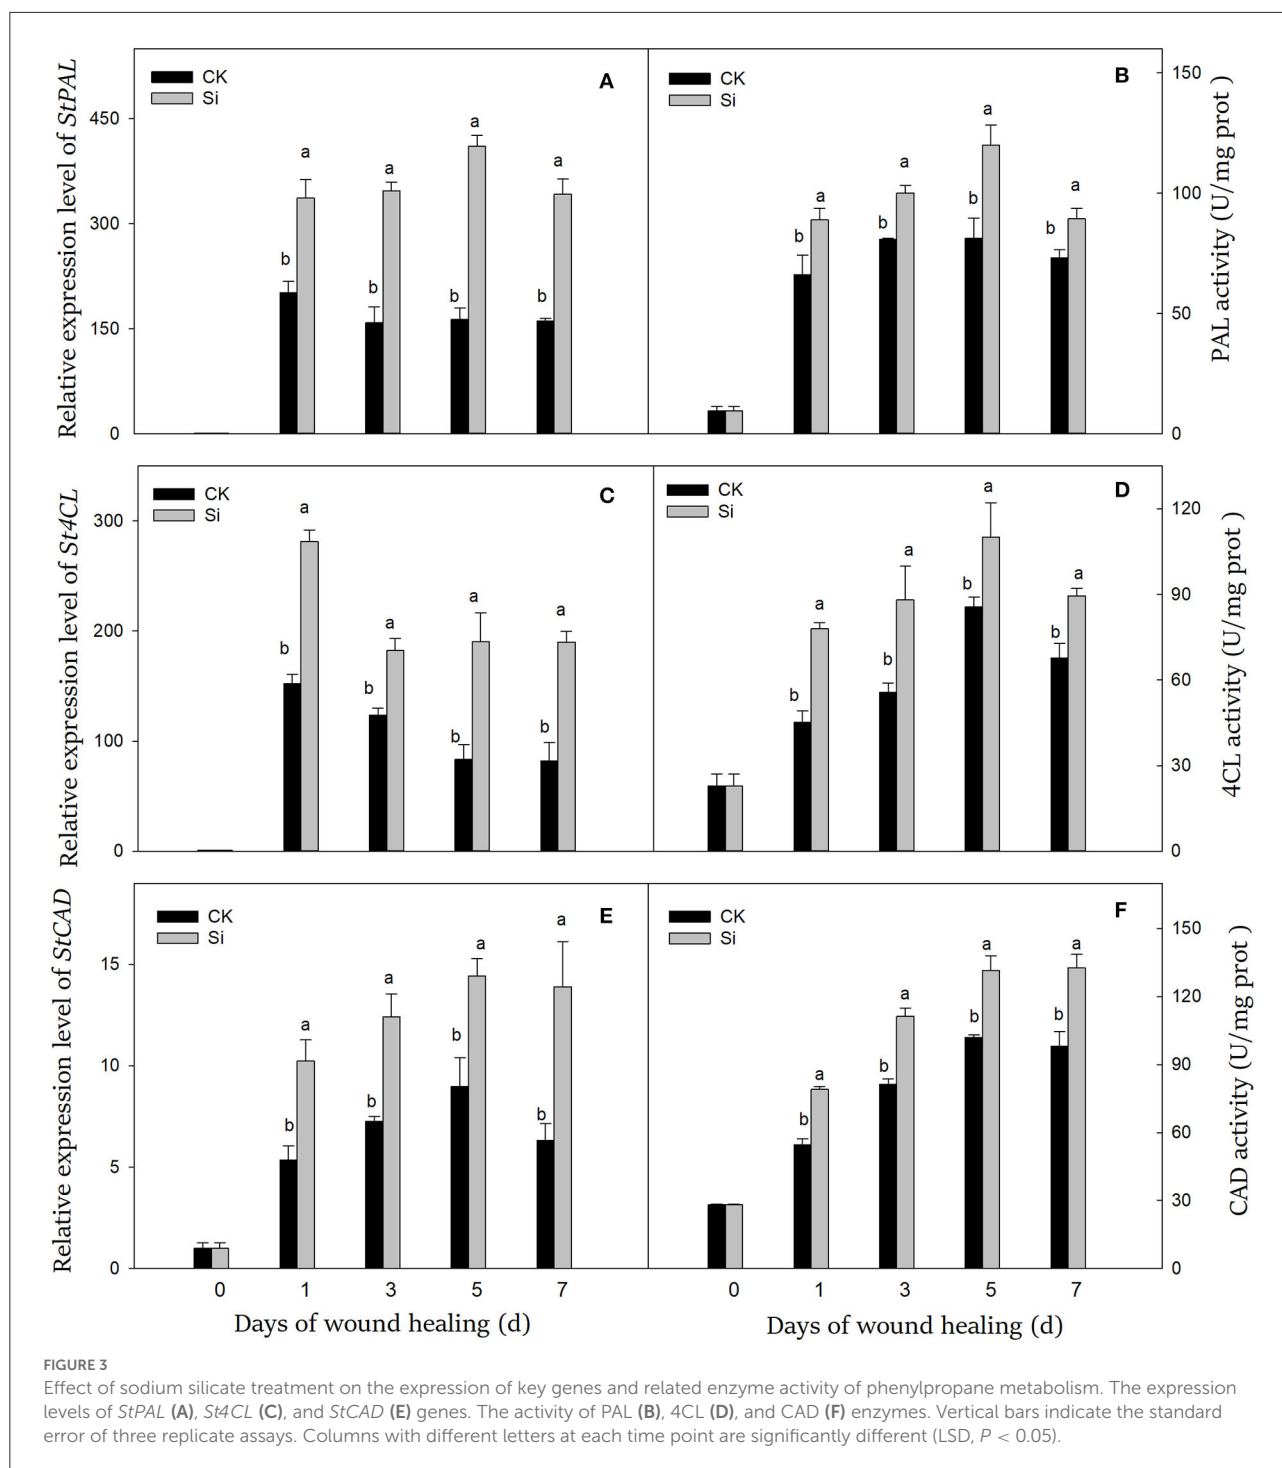 CK
Si
A
Relative expression level of StPAL
450
300
150
0
b
a
b
a
b
a
b
a
CK
Si
B
PAL activity (U/mg prot)
150
100
50
0
b
a
b
a
b
a
b
a
CK
Si
C
Relative expression level of St4CL
300
200
100
0
b
a
b
a
b
a
b
a
CK
Si
D
4CL activity (U/mg prot )
120
90
60
30
0
b
a
b
a
b
a
b
a
CK
Si
E
Relative expression level of StCAD
15
10
5
0
b
a
b
a
b
a
b
a
0 1 3 5 7
Days of wound healing (d)
CK
Si
F
CAD activity (U/mg prot )
150
120
90
60
30
0
b
a
b
a
b
a
b
a
0 1 3 5 7
Days of wound healing (d)
FIGURE 3
Effect of sodium silicate treatment on the expression of key genes and related enzyme activity of phenylpropane metabolism. The expression
levels of StPAL (A), St4CL (C), and StCAD (E) genes. The activity of PAL (B), 4CL (D), and CAD (F) enzymes. Vertical bars indicate the standard
error of three replicate assays. Columns with different letters at each time point are significantly different (LSD, P < 0.05).